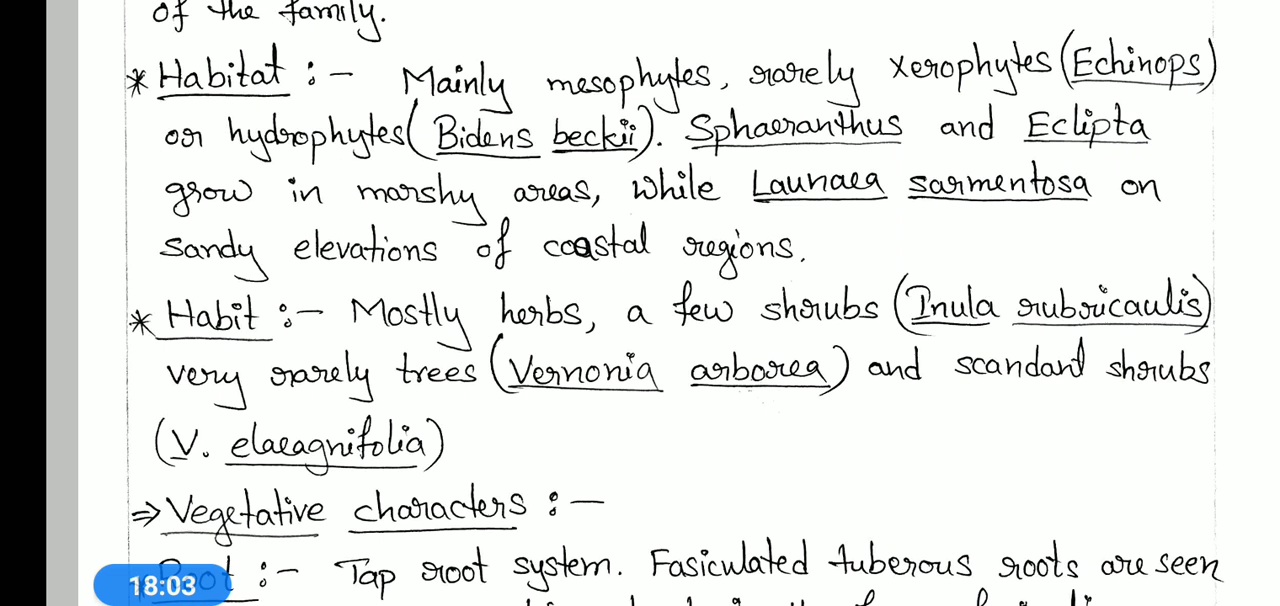 of the family.
* Habitat :- Mainly mesophytes, rarely xerophytes (Echinops)
or hydrophytes (Bidens beckii). Sphaeranthus and Eclipta
grow in marshy areas, while Launaea sarmentosa on
sandy elevations of coastal regions.
* Habit :- Mostly herbs, a few shrubs (Inula rubricaulis)
very rarely trees (Vernonia arborea) and scandard shrubs
(V. elaeagnifolia)
⇒ Vegetative characters :-
Root :- Tap root system. Fasiculated tuberous roots are seen
18:03